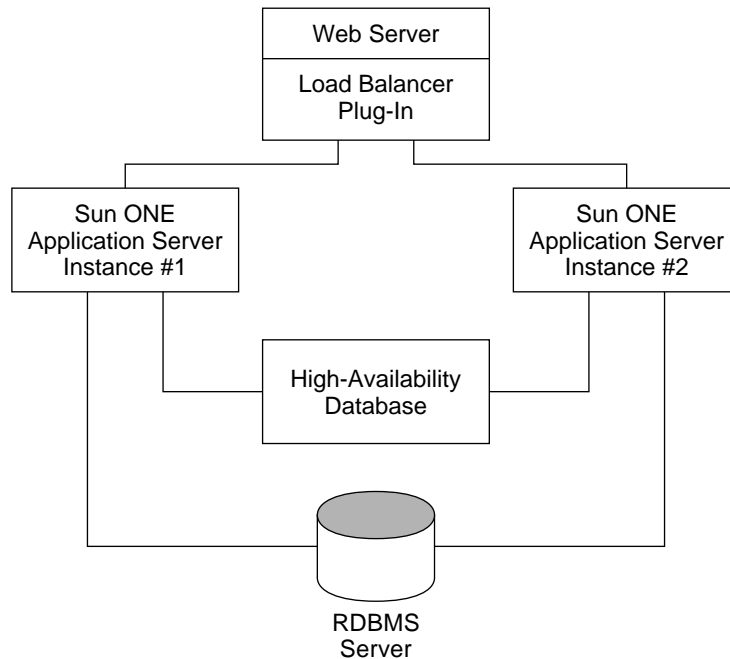 Web Server
Load Balancer
Plug-In
Sun ONE
Application Server
Instance #1
Sun ONE
Application Server
Instance #2
High-Availability
Database
RDBMS
Server